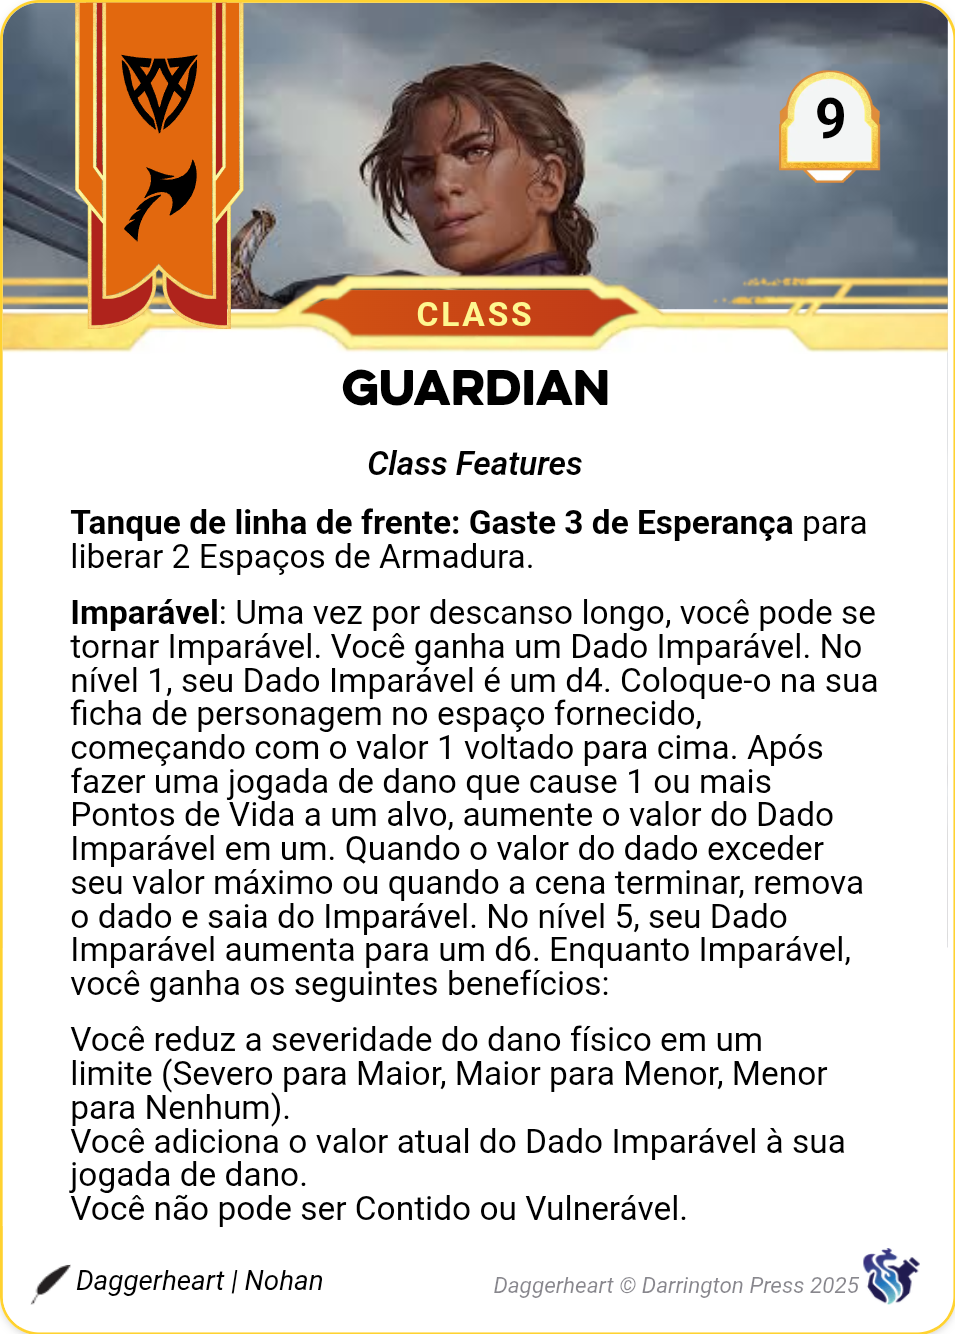 9
CLASS
GUARDIAN
Class Features
Tanque de linha de frente: Gaste 3 de Esperança para
liberar 2 Espaços de Armadura.
Imparável: Uma vez por descanso longo, você pode se
tornar Imparável. Você ganha um Dado Imparável. No
nível 1, seu Dado Imparável é um d4. Coloque-o na sua
ficha de personagem no espaço fornecido,
começando com o valor 1 voltado para cima. Após
fazer uma jogada de dano que cause 1 ou mais
Pontos de Vida a um alvo, aumente o valor do Dado
Imparável em um. Quando o valor do dado exceder
seu valor máximo ou quando a cena terminar, remova
o dado e saia do Imparável. No nível 5, seu Dado
Imparável aumenta para um d6. Enquanto Imparável,
você ganha os seguintes benefícios:
Você reduz a severidade do dano físico em um
limite (Severo para Maior, Maior para Menor, Menor
para Nenhum).
Você adiciona o valor atual do Dado Imparável à sua
jogada de dano.
Você não pode ser Contido ou Vulnerável.
Daggerheart | Nohan
Daggerheart © Darrington Press 2025